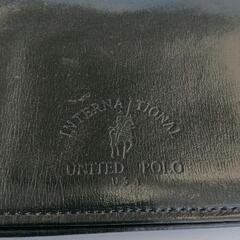 INTERNATIONAL
UNITED POLO
U.S.A